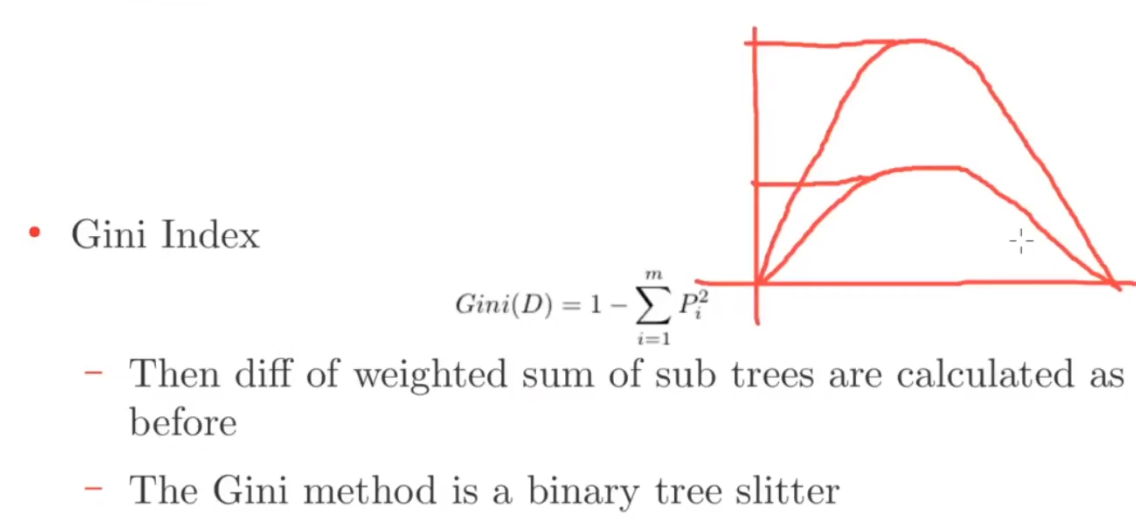 • Gini Index
Gini(D) = 1 − ∑_{i=1}^{m} P_i^2
– Then diff of weighted sum of sub trees are calculated as
before
– The Gini method is a binary tree slitter